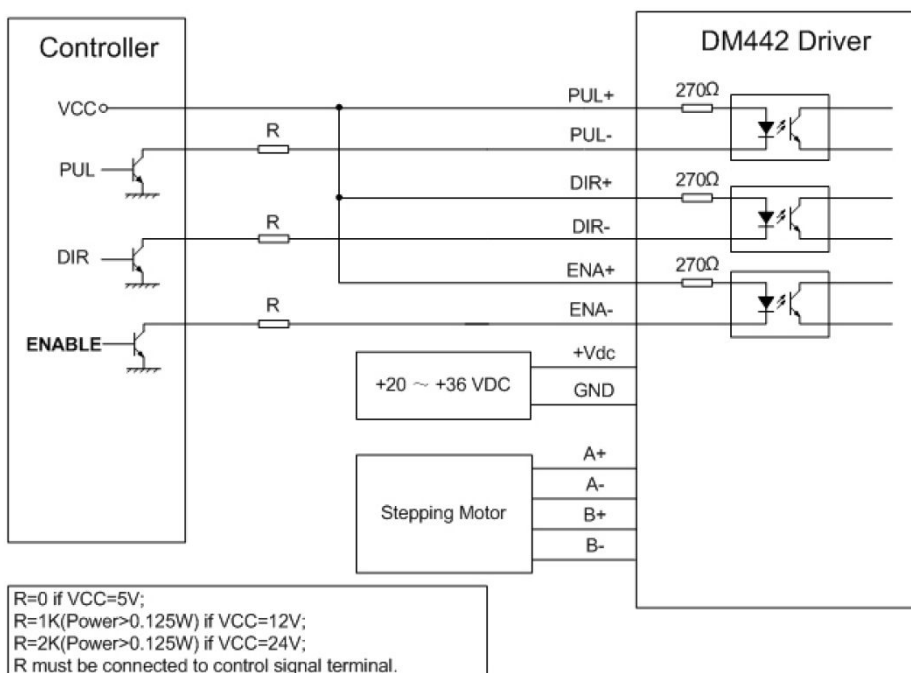 Controller
DM442 Driver
VCC
PUL+
270Ω
R
PUL-
PUL
DIR+
270Ω
R
DIR-
DIR
ENA+
270Ω
R
ENA-
ENABLE
+Vdc
+20 ～ +36 VDC
GND
A+
A-
Stepping Motor
B+
B-
R=0 if VCC=5V;
R=1K(Power>0.125W) if VCC=12V;
R=2K(Power>0.125W) if VCC=24V;
R must be connected to control signal terminal.